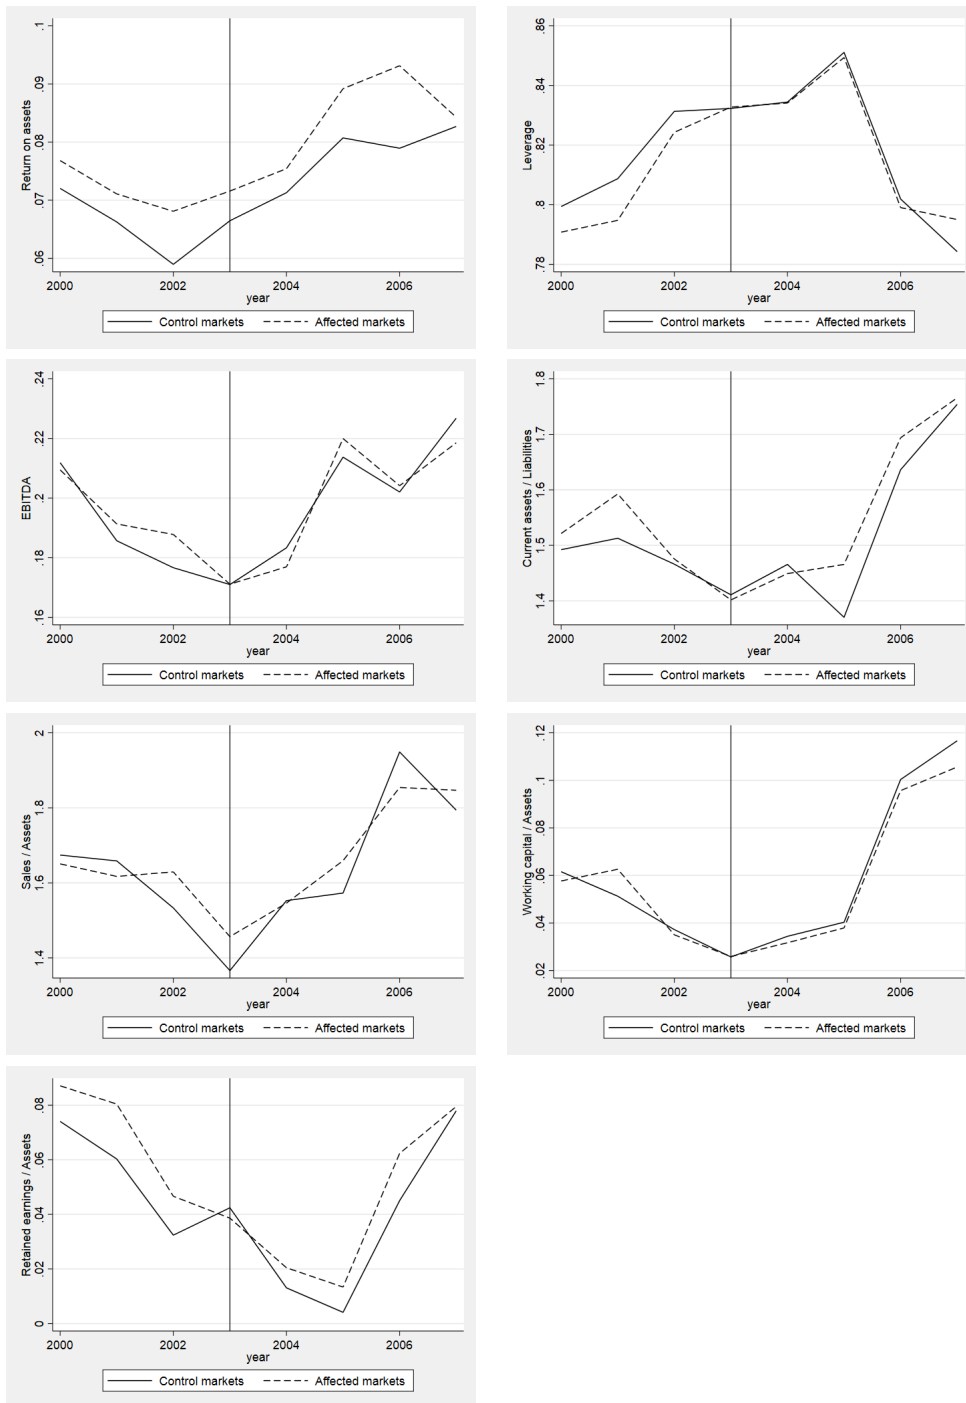 Return on assets
.1
.09
.08
.07
.06
2000 2002 2004 2006
year
Control markets Affected markets
Leverage
.86
.84
.82
.8
.78
2000 2002 2004 2006
year
Control markets Affected markets
EBITDA
.24
.22
.2
.18
.16
2000 2002 2004 2006
year
Control markets Affected markets
Current assets / Liabilities
1.8
1.7
1.6
1.5
1.4
2000 2002 2004 2006
year
Control markets Affected markets
Sales / Assets
2
1.8
1.6
1.4
2000 2002 2004 2006
year
Control markets Affected markets
Working capital / Assets
.12
.1
.08
.06
.04
.02
2000 2002 2004 2006
year
Control markets Affected markets
Retained earnings / Assets
.08
.06
.04
.02
0
2000 2002 2004 2006
year
Control markets Affected markets